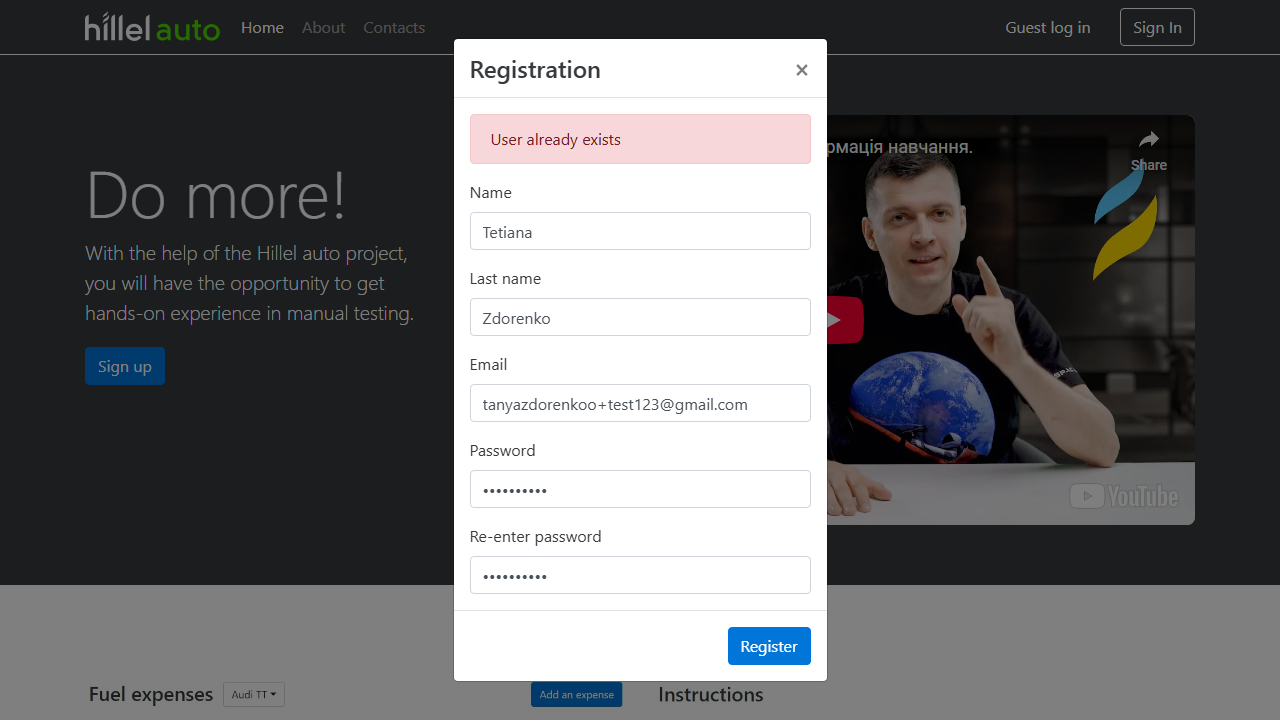 hillel auto
Home
About
Contacts
Guest log in
Sign In
Registration
×
User already exists
Name
Tetiana
Last name
Zdorenko
Email
tanyazdorenkoo+test123@gmail.com
Password
••••••••••
Re-enter password
••••••••••
Register
Do more!
With the help of the Hillel auto project,
you will have the opportunity to get
hands-on experience in manual testing.
Sign up
рмація навчання.
Share
YouTube
Fuel expenses
Audi TT
Add an expense
Instructions